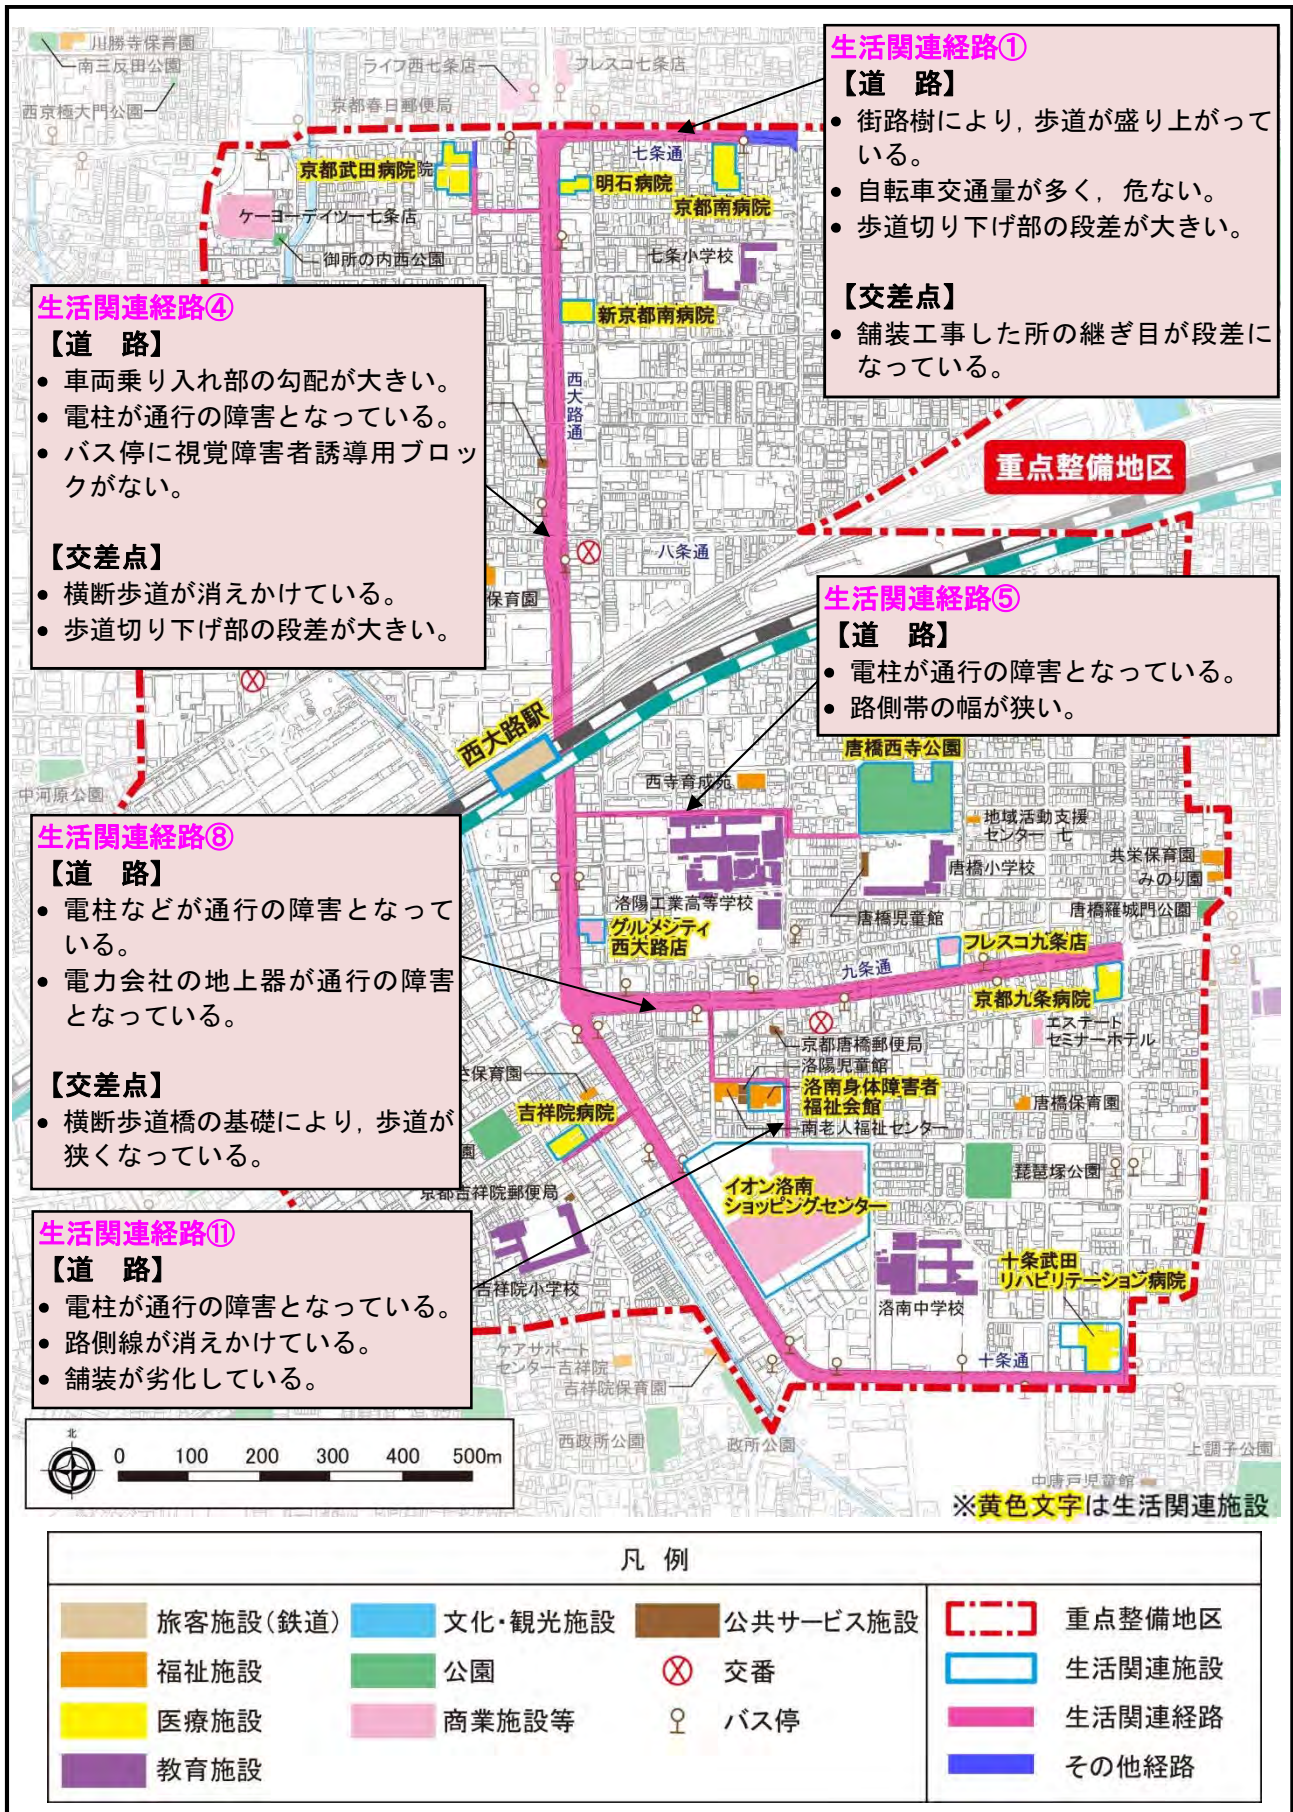 川勝寺保育園
南三反田公園
西京極大門公園
ライフ西七条店
フレスコ七条店
京都春日郵便局
生活関連経路①
【道　路】
• 街路樹により，歩道が盛り上がって
いる。
• 自転車交通量が多く，危ない。
• 歩道切り下げ部の段差が大きい。
【交差点】
• 舗装工事した所の継ぎ目が段差に
なっている。
七条通
京都武田病院
院
明石病院
京都南病院
ケーヨーデイツー七条店
御所の内西公園
七条小学校
新京都南病院
生活関連経路④
【道　路】
• 車両乗り入れ部の勾配が大きい。
• 電柱が通行の障害となっている。
• バス停に視覚障害者誘導用ブロッ
クがない。
【交差点】
• 横断歩道が消えかけている。
• 歩道切り下げ部の段差が大きい。
西大路通
重点整備地区
八条通
保育園
生活関連経路⑤
【道　路】
• 電柱が通行の障害となっている。
• 路側帯の幅が狭い。
西大路駅
唐橋西寺公園
西寺育成苑
中河原公園
地域活動支援
センター　七
共栄保育園
みのり園
唐橋小学校
洛陽工業高等学校
唐橋児童館
唐橋羅城門公園
生活関連経路⑧
【道　路】
• 電柱などが通行の障害となって
いる。
• 電力会社の地上器が通行の障害
となっている。
【交差点】
• 横断歩道橋の基礎により，歩道が
狭くなっている。
グルメシティ
西大路店
フレスコ九条店
九条通
京都九条病院
エステート
セミナーホテル
京都唐橋郵便局
洛陽児童館
洛南身体障害者
福祉会館
南老人福祉センター
唐橋保育園
さ保育園
吉祥院病院
園
琵琶塚公園
イオン洛南
ショッピングセンター
京都吉祥院郵便局
生活関連経路⑪
【道　路】
• 電柱が通行の障害となっている。
• 路側線が消えかけている。
• 舗装が劣化している。
吉祥院小学校
洛南中学校
十条武田
リハビリテーション病院
ケアサポート
センター吉祥院
吉祥院保育園
十条通
西政所公園
政所公園
上調子公園
中唐戸児童館
北
0 100 200 300 400 500m
※黄色文字は生活関連施設
凡 例
旅客施設（鉄道）
文化・観光施設
公共サービス施設
重点整備地区
福祉施設
公園
交番
生活関連施設
医療施設
商業施設等
バス停
生活関連経路
教育施設
その他経路